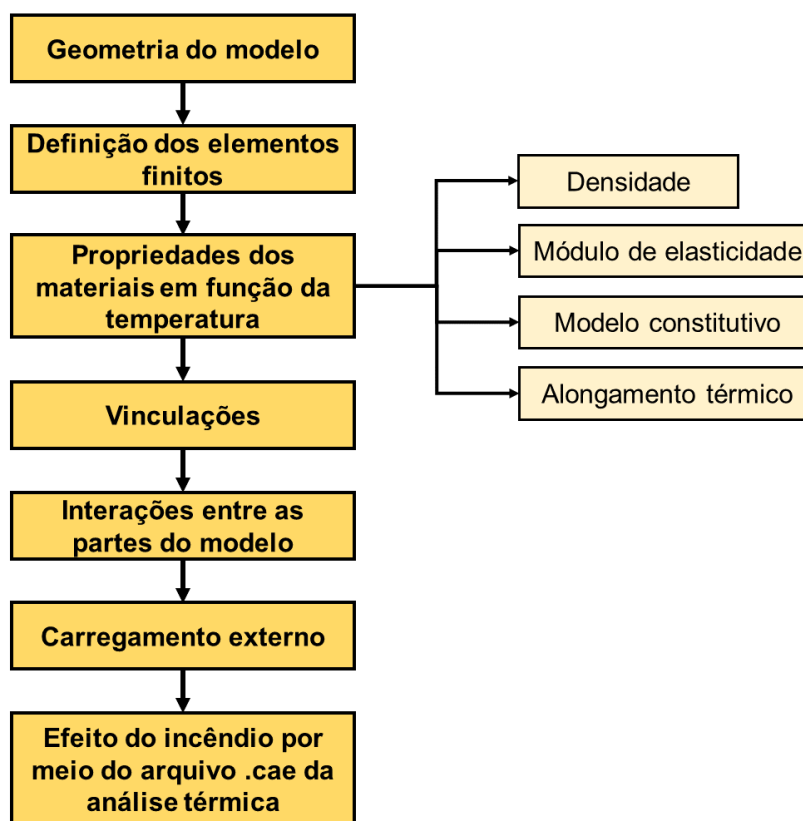 Geometria do modelo
Definição dos elementos
finitos
Propriedades dos
materiais em função da
temperatura
Densidade
Módulo de elasticidade
Modelo constitutivo
Alongamento térmico
Vinculações
Interações entre as
partes do modelo
Carregamento externo
Efeito do incêndio por
meio do arquivo .cae da
análise térmica